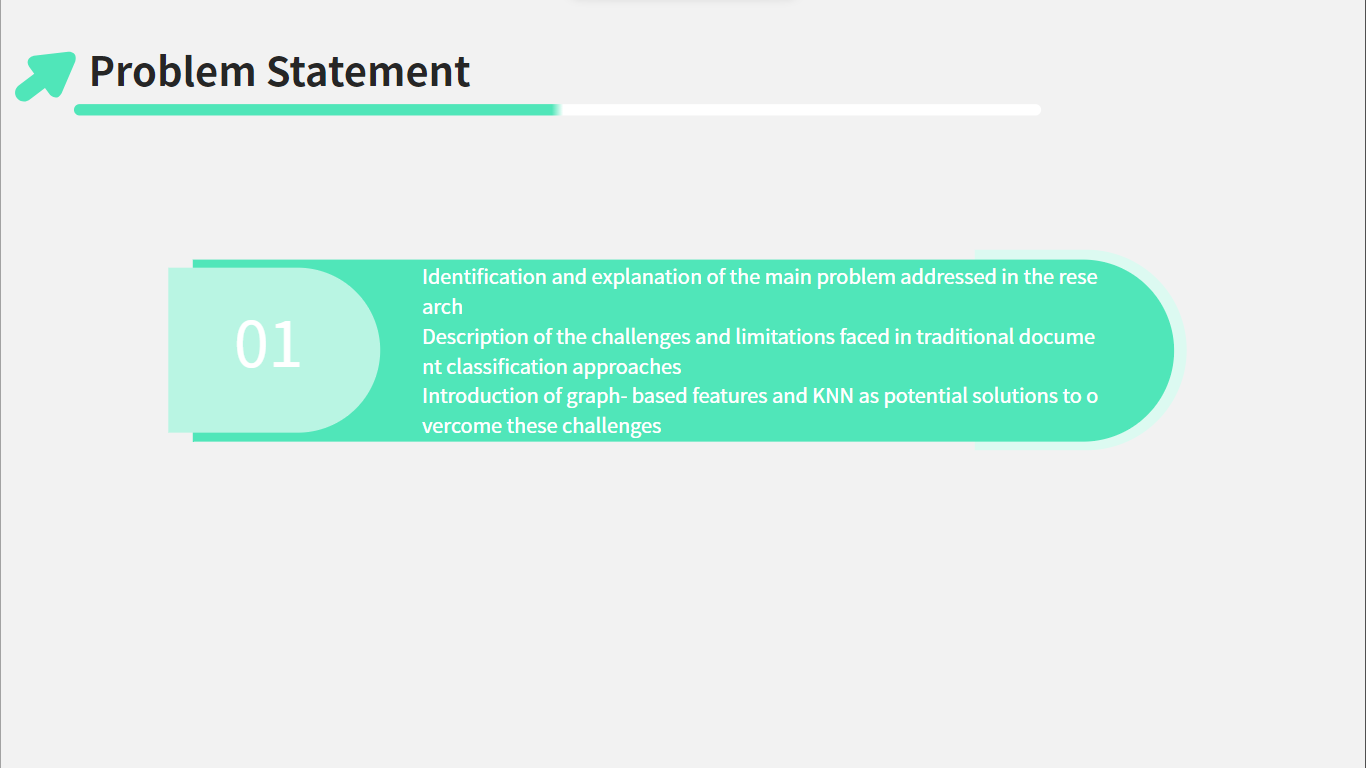 Problem Statement
01
Identification and explanation of the main problem addressed in the rese
arch
Description of the challenges and limitations faced in traditional docume
nt classification approaches
Introduction of graph- based features and KNN as potential solutions to o
vercome these challenges